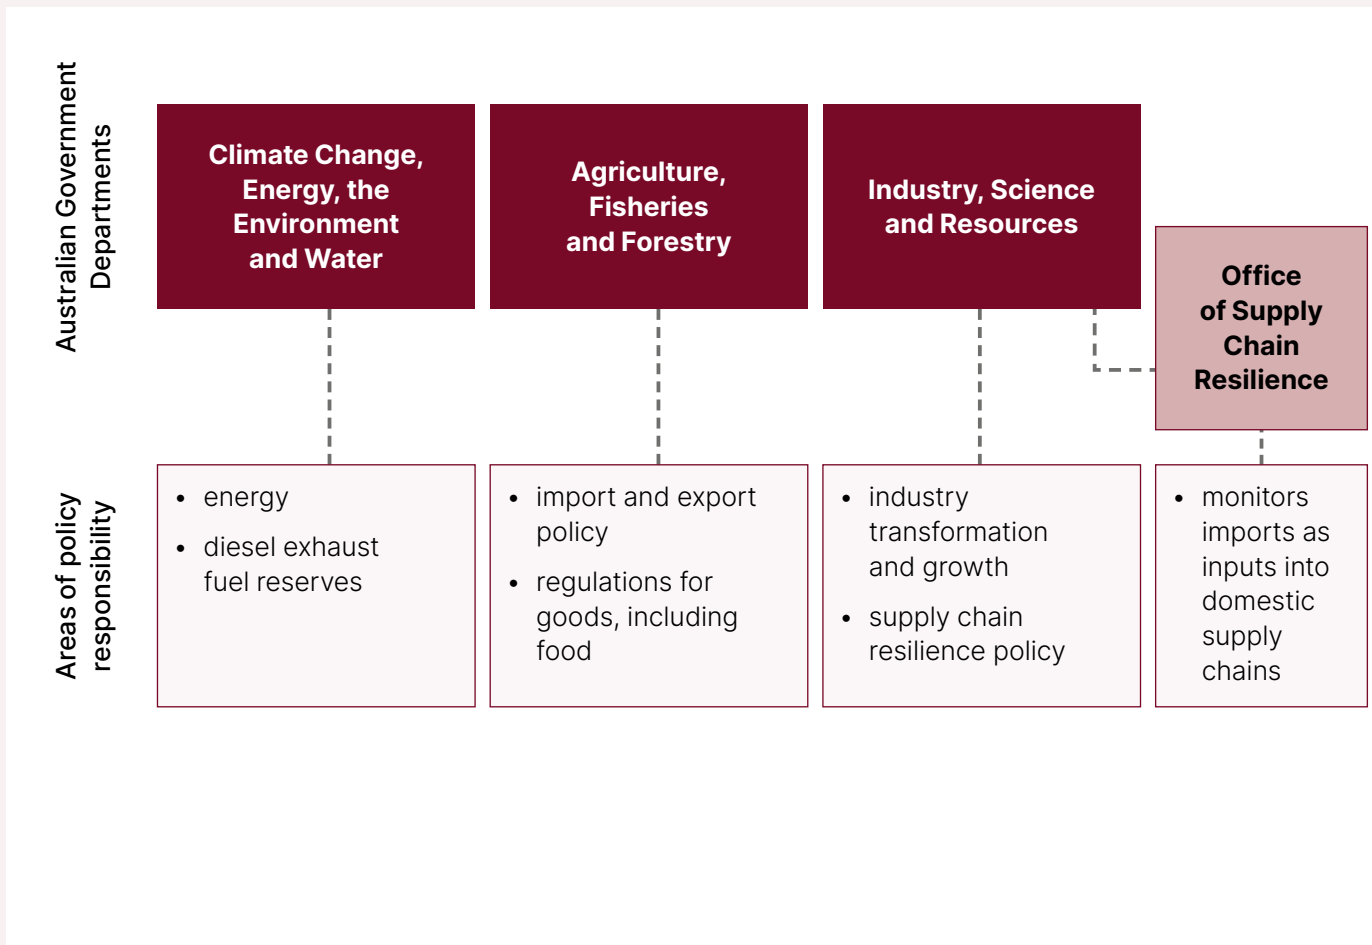 Australian Government
Departments
Climate Change,
Energy, the
Environment
and Water
Agriculture,
Fisheries
and Forestry
Industry, Science
and Resources
Office
of Supply
Chain
Resilience
Areas of policy
responsibility
• energy
• diesel exhaust
fuel reserves
• import and export
policy
• regulations for
goods, including
food
• industry
transformation
and growth
• supply chain
resilience policy
• monitors
imports as
inputs into
domestic
supply
chains